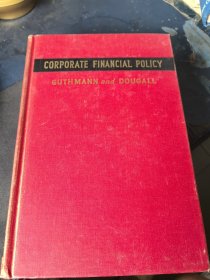 CORPORATE FINANCIAL POLICY
GUTHMANN and DOUGALL